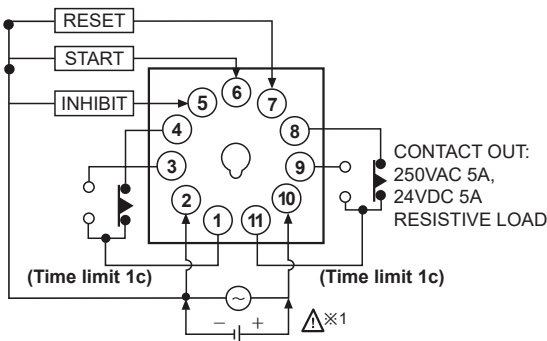 RESET
START
INHIBIT
6
5
7
4
8
3
9
2
10
1
11
CONTACT OUT:
250VAC 5A,
24VDC 5A
RESISTIVE LOAD
(Time limit 1c)
(Time limit 1c)
~
− +
⚠※1